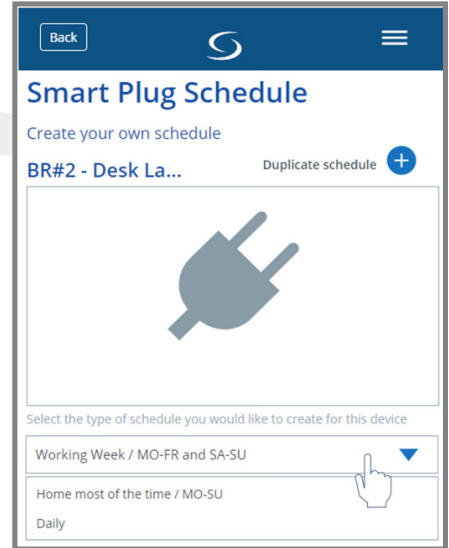 Back
Smart Plug Schedule
Create your own schedule
BR#2 - Desk La...
Duplicate schedule
Select the type of schedule you would like to create for this device
Working Week / MO-FR and SA-SU
Home most of the time / MO-SU
Daily